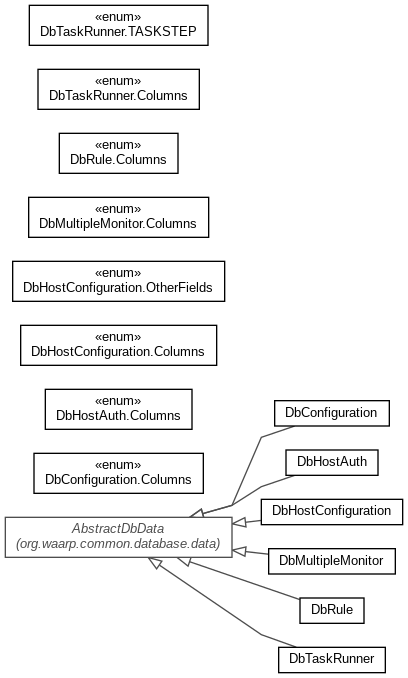 «enum»
DbTaskRunner.TASKSTEP
«enum»
DbTaskRunner.Columns
«enum»
DbRule.Columns
«enum»
DbMultipleMonitor.Columns
«enum»
DbHostConfiguration.OtherFields
«enum»
DbHostConfiguration.Columns
«enum»
DbHostAuth.Columns
«enum»
DbConfiguration.Columns
AbstractDbData
(org.waarp.common.database.data)
DbConfiguration
DbHostAuth
DbHostConfiguration
DbMultipleMonitor
DbRule
DbTaskRunner